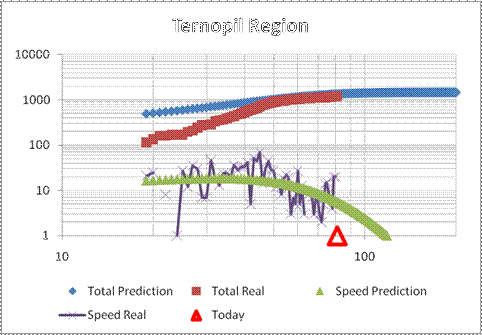 Ternopil Region
10000
1000
100
10
1
10 100
Total Prediction Total Real Speed Prediction
Speed Real Today